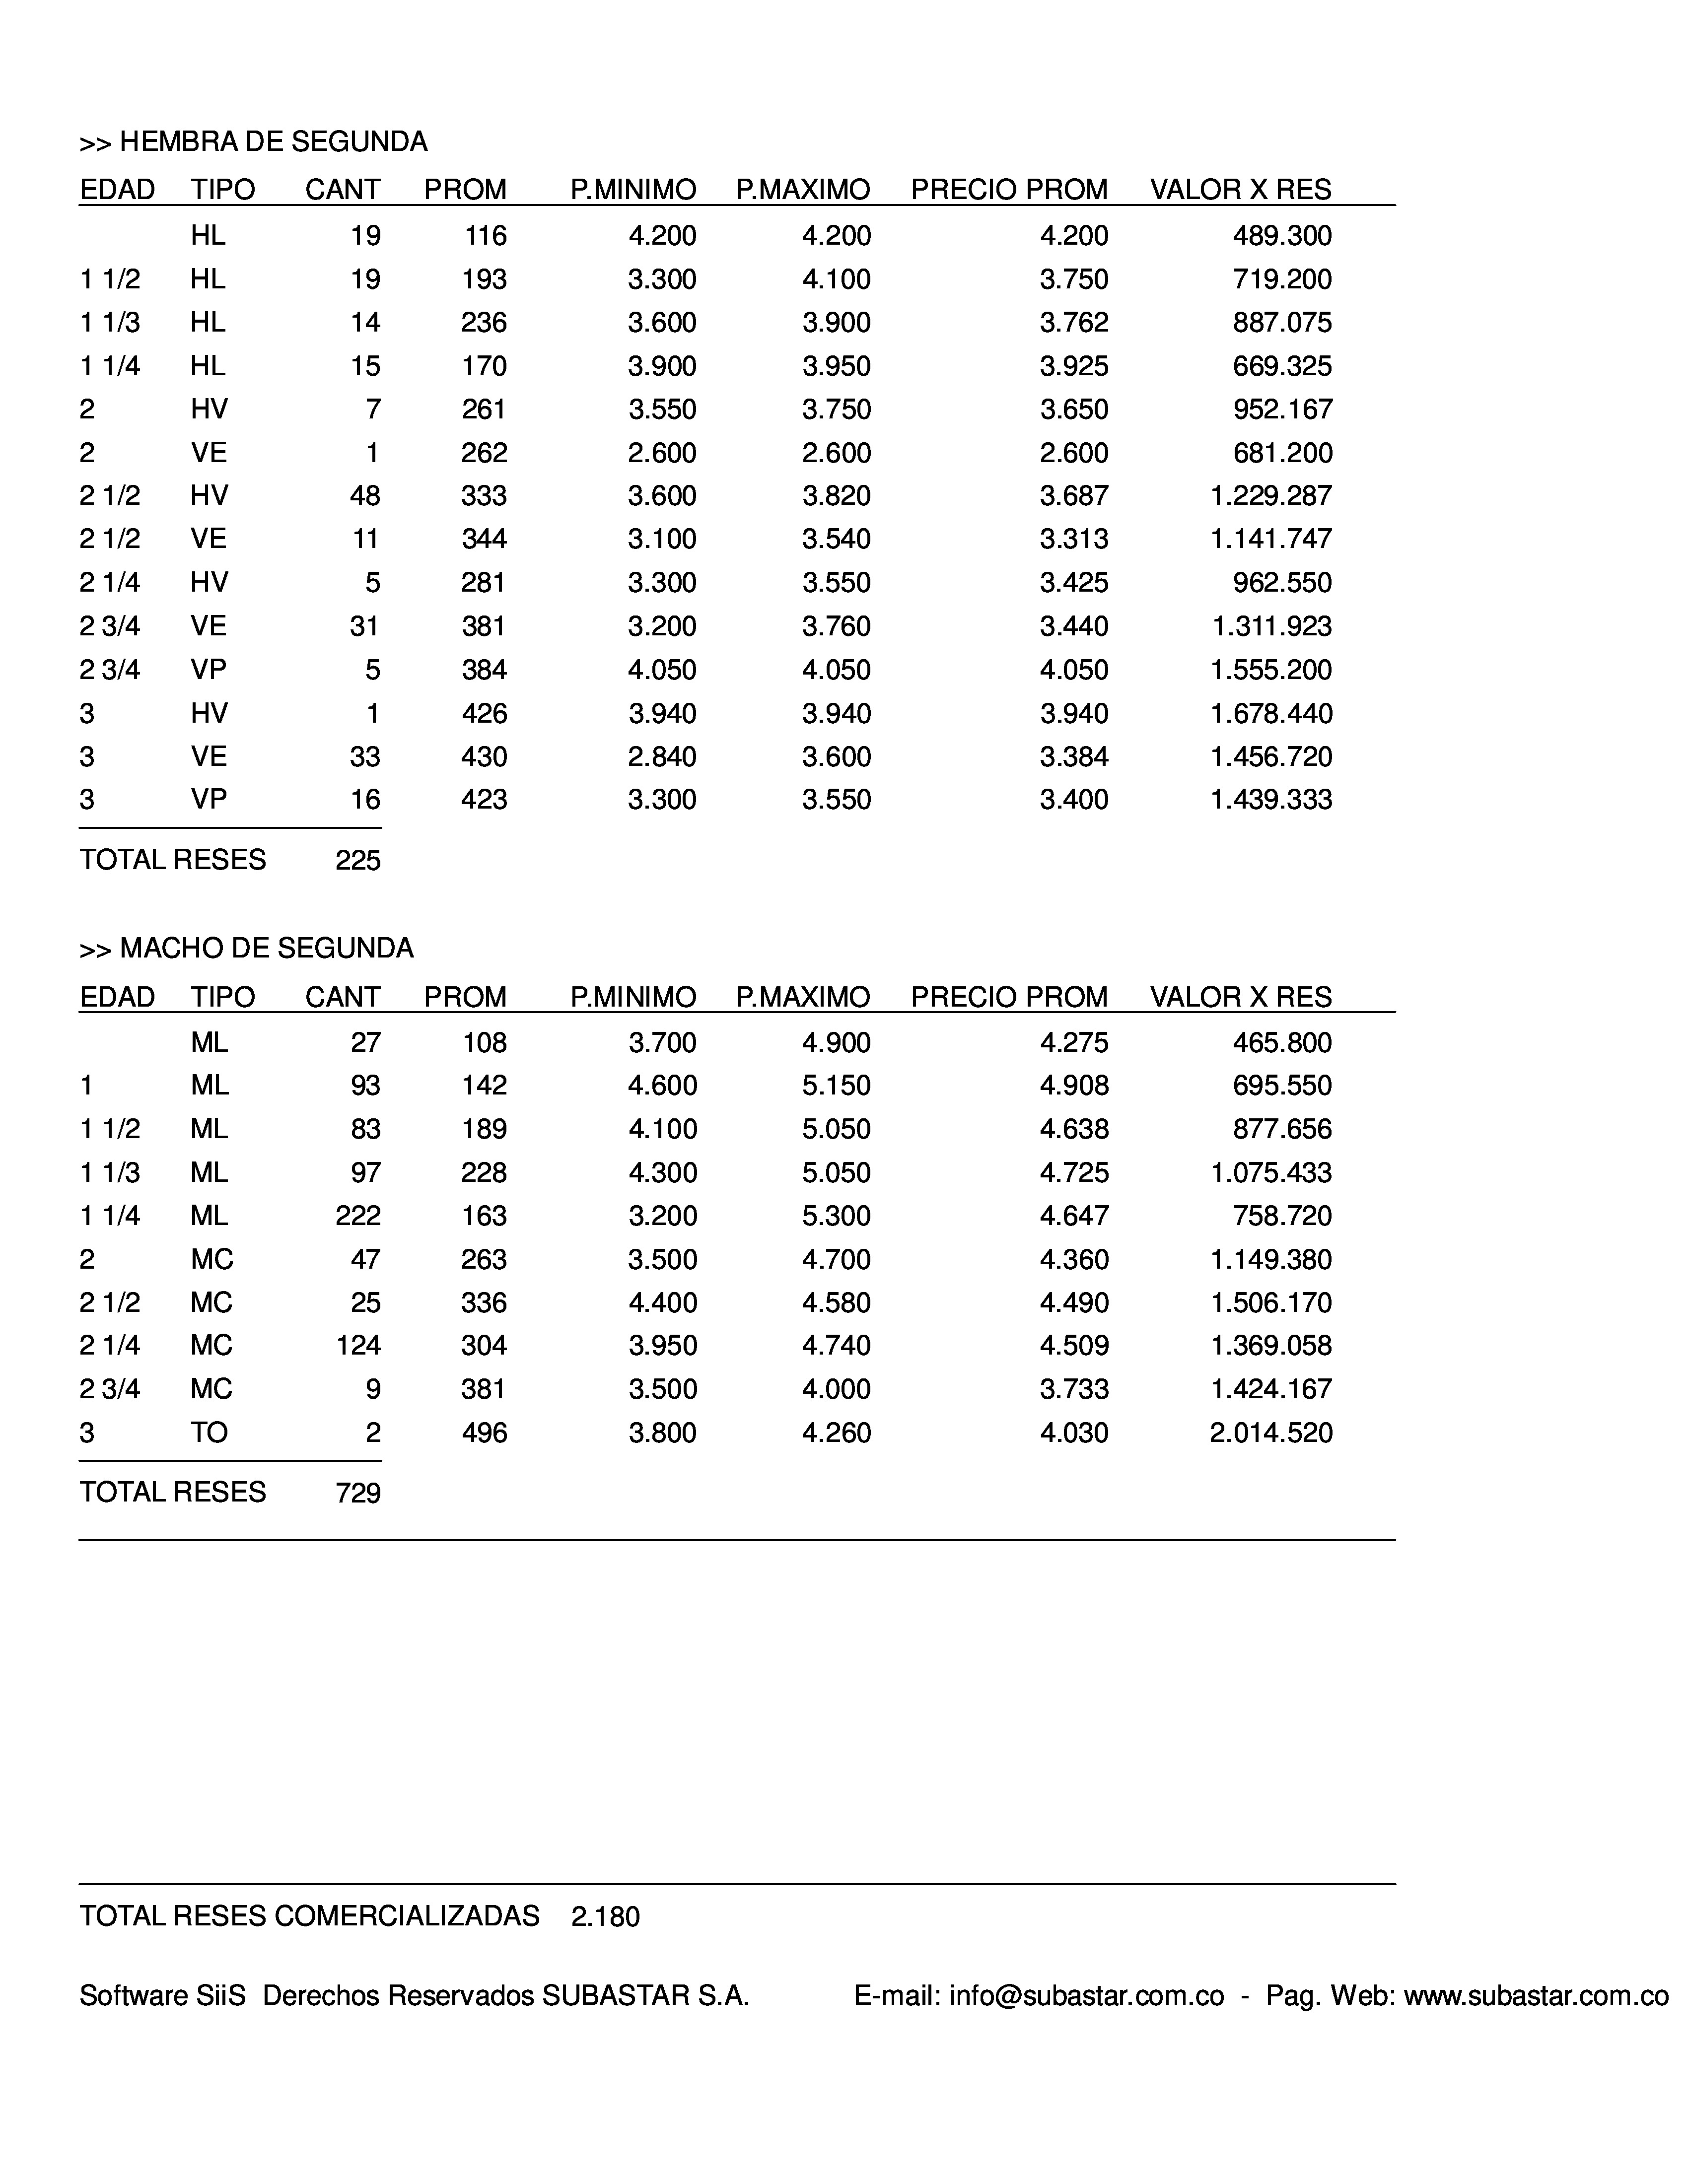 >> HEMBRA DE SEGUNDA
EDAD TIPO CANT PROM P.MINIMO P.MAXIMO PRECIO PROM VALOR X RES
HL 19 116 4.200 4.200 4.200 489.300
1 1/2 HL 19 193 3.300 4.100 3.750 719.200
1 1/3 HL 14 236 3.600 3.900 3.762 887.075
1 1/4 HL 15 170 3.900 3.950 3.925 669.325
2 HV 7 261 3.550 3.750 3.650 952.167
2 VE 1 262 2.600 2.600 2.600 681.200
2 1/2 HV 48 333 3.600 3.820 3.687 1.229.287
2 1/2 VE 11 344 3.100 3.540 3.313 1.141.747
2 1/4 HV 5 281 3.300 3.550 3.425 962.550
2 3/4 VE 31 381 3.200 3.760 3.440 1.311.923
2 3/4 VP 5 384 4.050 4.050 4.050 1.555.200
3 HV 1 426 3.940 3.940 3.940 1.678.440
3 VE 33 430 2.840 3.600 3.384 1.456.720
3 VP 16 423 3.300 3.550 3.400 1.439.333
TOTAL RESES 225
>> MACHO DE SEGUNDA
EDAD TIPO CANT PROM P.MINIMO P.MAXIMO PRECIO PROM VALOR X RES
ML 27 108 3.700 4.900 4.275 465.800
1 ML 93 142 4.600 5.150 4.908 695.550
1 1/2 ML 83 189 4.100 5.050 4.638 877.656
1 1/3 ML 97 228 4.300 5.050 4.725 1.075.433
1 1/4 ML 222 163 3.200 5.300 4.647 758.720
2 MC 47 263 3.500 4.700 4.360 1.149.380
2 1/2 MC 25 336 4.400 4.580 4.490 1.506.170
2 1/4 MC 124 304 3.950 4.740 4.509 1.369.058
2 3/4 MC 9 381 3.500 4.000 3.733 1.424.167
3 TO 2 496 3.800 4.260 4.030 2.014.520
TOTAL RESES 729
TOTAL RESES COMERCIALIZADAS 2.180
Software SiiS Derechos Reservados SUBASTAR S.A. E-mail: info@subastar.com.co - Pag. Web: www.subastar.com.co